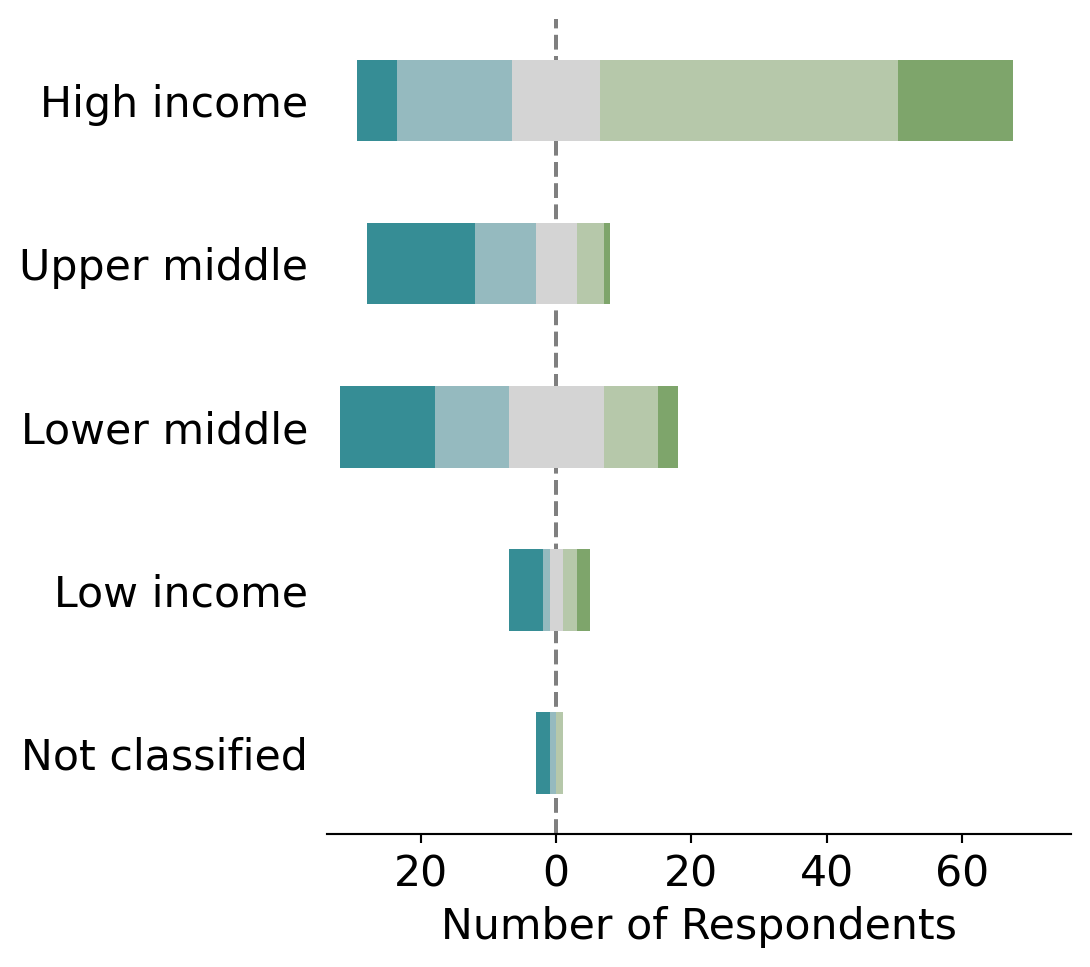 High income
Upper middle
Lower middle
Low income
Not classified
20 0 20 40 60
Number of Respondents